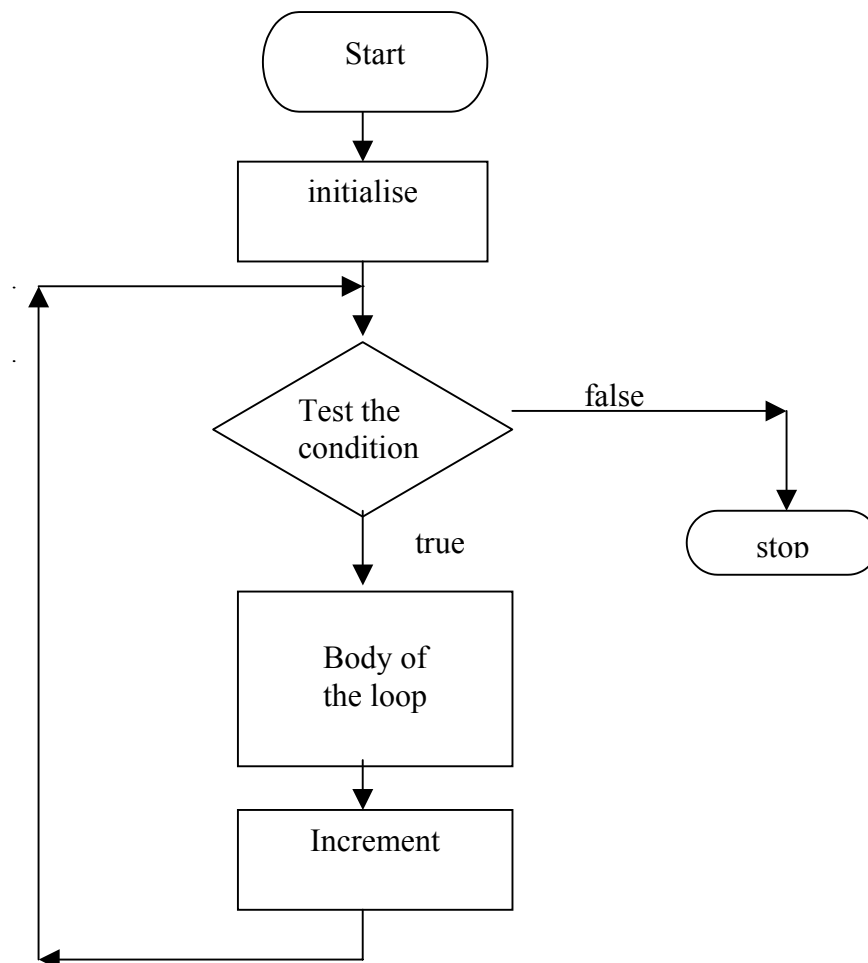 Start
initialise
Test the
condition
false
true
stop
Body of
the loop
Increment